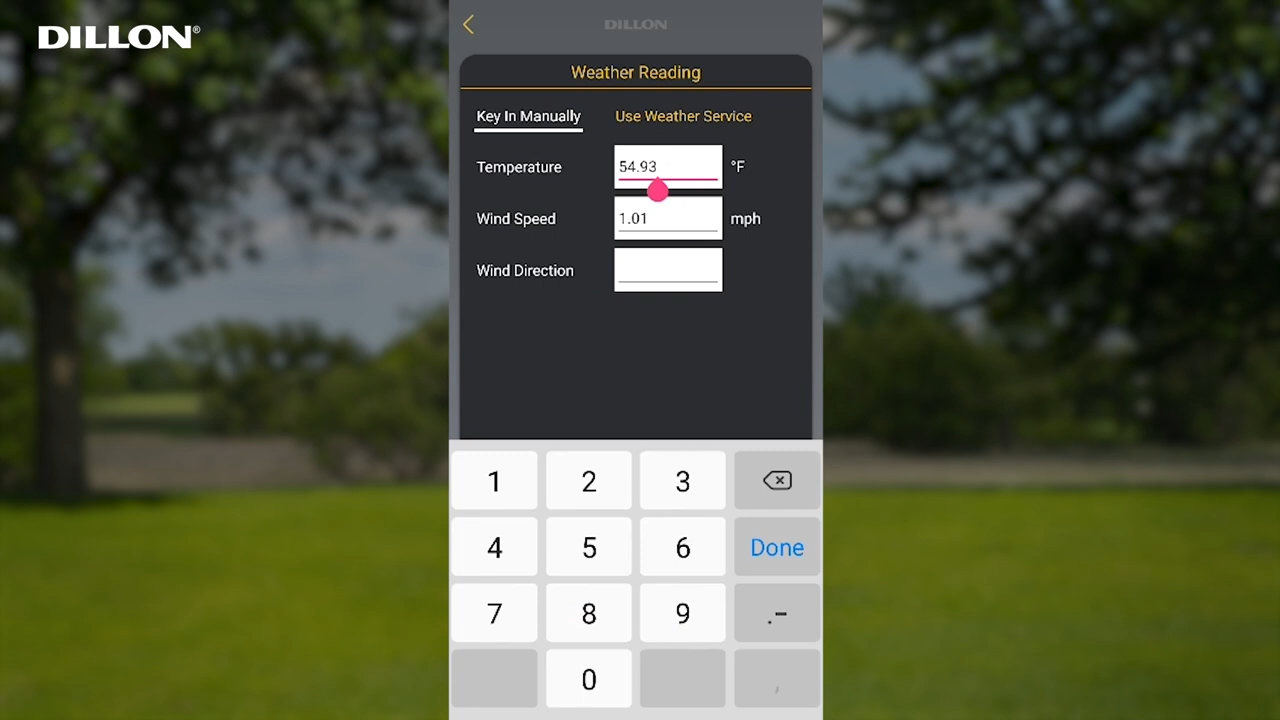 DILLON®
DILLON
Weather Reading
Key In Manually Use Weather Service
Temperature 54.93 °F
Wind Speed 1.01 mph
Wind Direction
1 2 3
4 5 6 Done
7 8 9 .-
0 ,